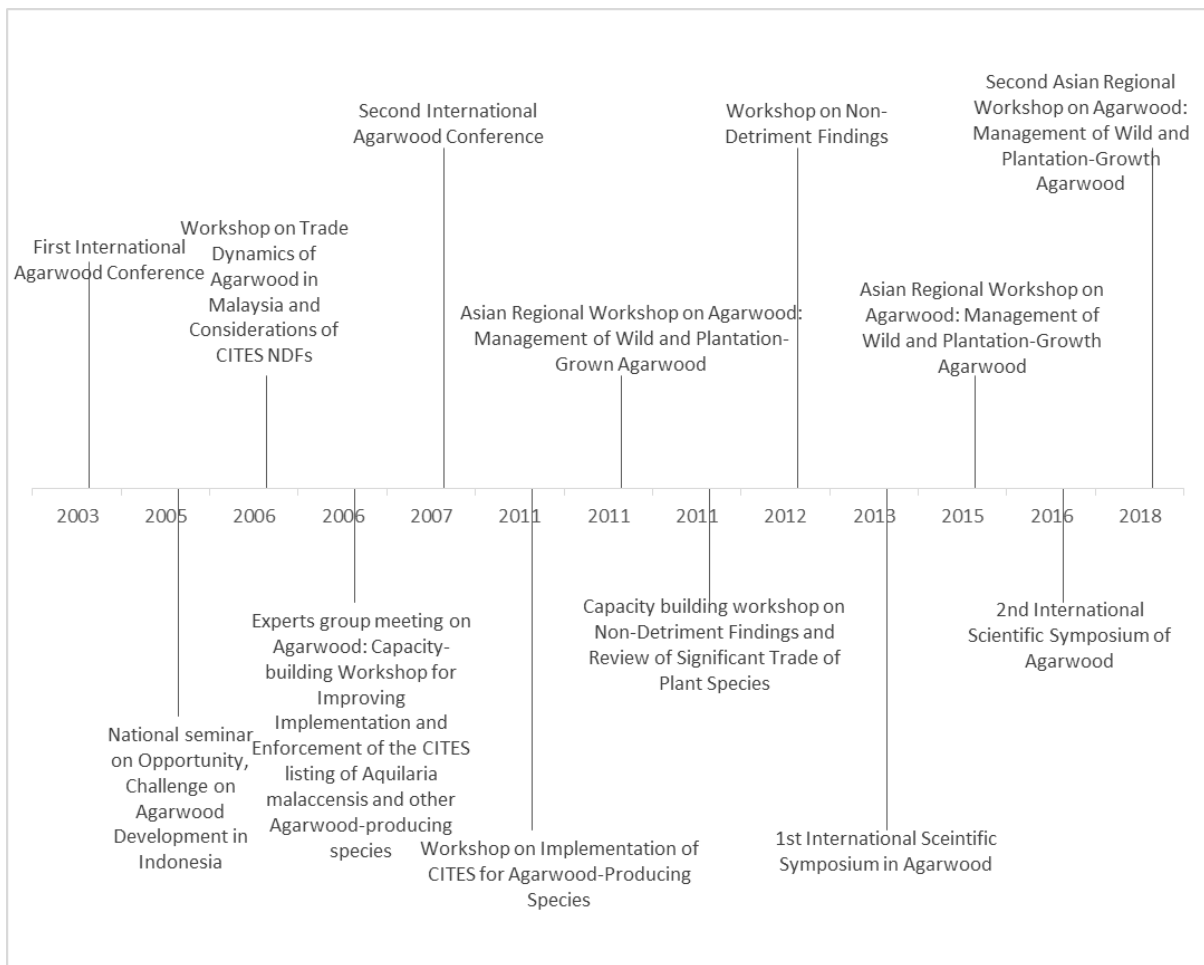 Second International
Agarwood Conference
Workshop on Non-
Detriment Findings
Second Asian Regional
Workshop on Agarwood:
Management of Wild and
Plantation-Growth
Agarwood
First International
Agarwood Conference
Workshop on Trade
Dynamics of
Agarwood in
Malaysia and
Considerations of
CITES NDFs
Asian Regional Workshop on Agarwood:
Management of Wild and Plantation-
Grown Agarwood
Asian Regional Workshop on
Agarwood: Management of
Wild and Plantation-Growth
Agarwood
2003 2005 2006 2006 2007 2011 2011 2011 2012 2013 2015 2016 2018
National seminar
on Opportunity,
Challenge on
Agarwood
Development in
Indonesia
Experts group meeting on
Agarwood: Capacity-
building Workshop for
Improving
Implementation and
Enforcement of the CITES
listing of Aquilaria
malaccensis and other
Agarwood-producing
species
Workshop on Implementation of
CITES for Agarwood-Producing
Species
Capacity building workshop on
Non-Detriment Findings and
Review of Significant Trade of
Plant Species
1st International Sceintific
Symposium in Agarwood
2nd International
Scientific Symposium of
Agarwood